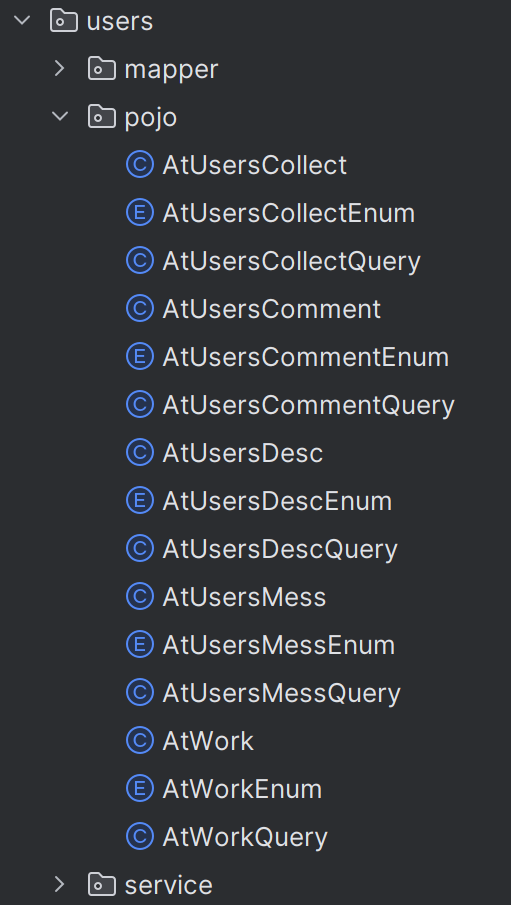 users
mapper
pojo
C AtUsersCollect
E AtUsersCollectEnum
C AtUsersCollectQuery
C AtUsersComment
E AtUsersCommentEnum
C AtUsersCommentQuery
C AtUsersDesc
E AtUsersDescEnum
C AtUsersDescQuery
C AtUsersMess
E AtUsersMessEnum
C AtUsersMessQuery
C AtWork
E AtWorkEnum
C AtWorkQuery
service